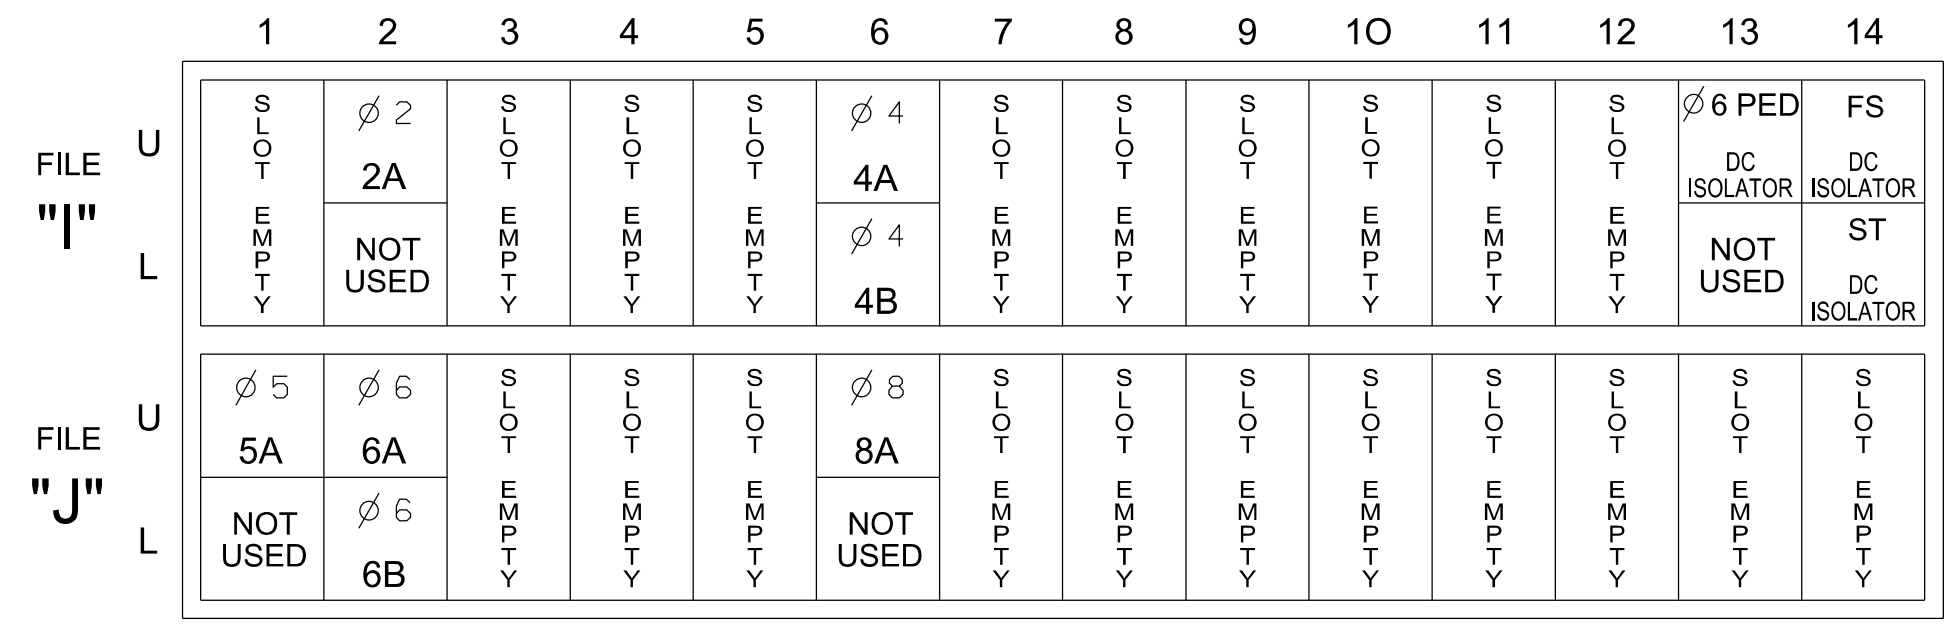 1 2 3 4 5 6 7 8 9 10 11 12 13 14
FILE
"I"
U
L
SLOT EMPTY
Ø 2
2A
NOT
USED
SLOT EMPTY
SLOT EMPTY
SLOT EMPTY
Ø 4
4A
Ø 4
4B
SLOT EMPTY
SLOT EMPTY
SLOT EMPTY
SLOT EMPTY
SLOT EMPTY
SLOT EMPTY
Ø 6 PED
DC
ISOLATOR
NOT
USED
FS
DC
ISOLATOR
ST
DC
ISOLATOR
FILE
"J"
U
L
Ø 5
5A
NOT
USED
Ø 6
6A
Ø 6
6B
SLOT EMPTY
SLOT EMPTY
SLOT EMPTY
Ø 8
8A
NOT
USED
SLOT EMPTY
SLOT EMPTY
SLOT EMPTY
SLOT EMPTY
SLOT EMPTY
SLOT EMPTY
SLOT EMPTY
SLOT EMPTY